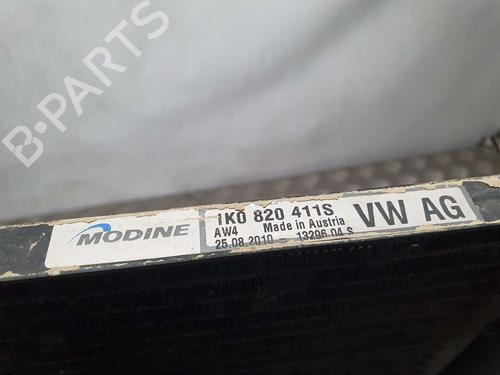 B-PARTS
MODINE
1K0 820 411S
AW4 Made in Austria
25.08.2010 13296.04 S
VW AG